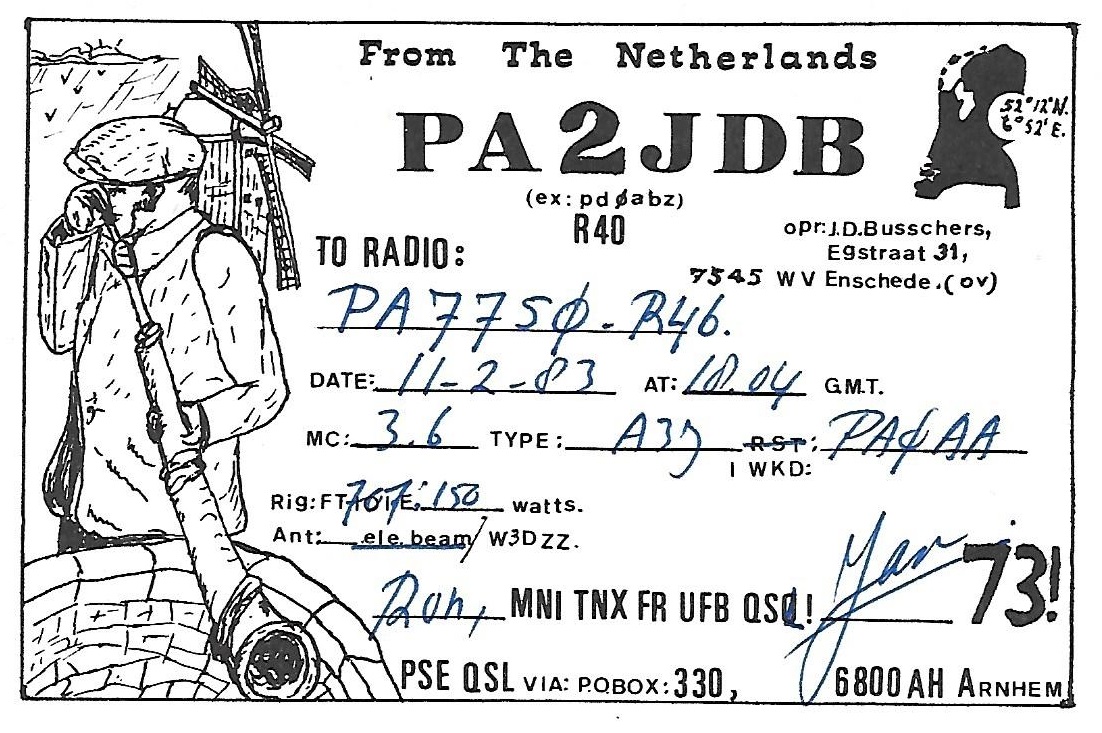 From The Netherlands
PA2JDB
52°12'N.
6°52'E.
(ex: pdøabz)
R40
opr: J.D. Busschers,
Egstraat 31,
7545 WV Enschede.(ov)
TO RADIO:
PA775Ø - R46.
DATE: 11-2-83 AT: 18.04 G.M.T.
MC: 3.6 TYPE: A3J RST: PAØAA
I WKD:
Rig: FT 707: 150 watts.
Ant: ele. beam / W3DZZ.
Ron, MNI TNX FR UFB QSL! Jan 73!
PSE QSL VIA: P.O BOX: 330, 6800 AH ARNHEM